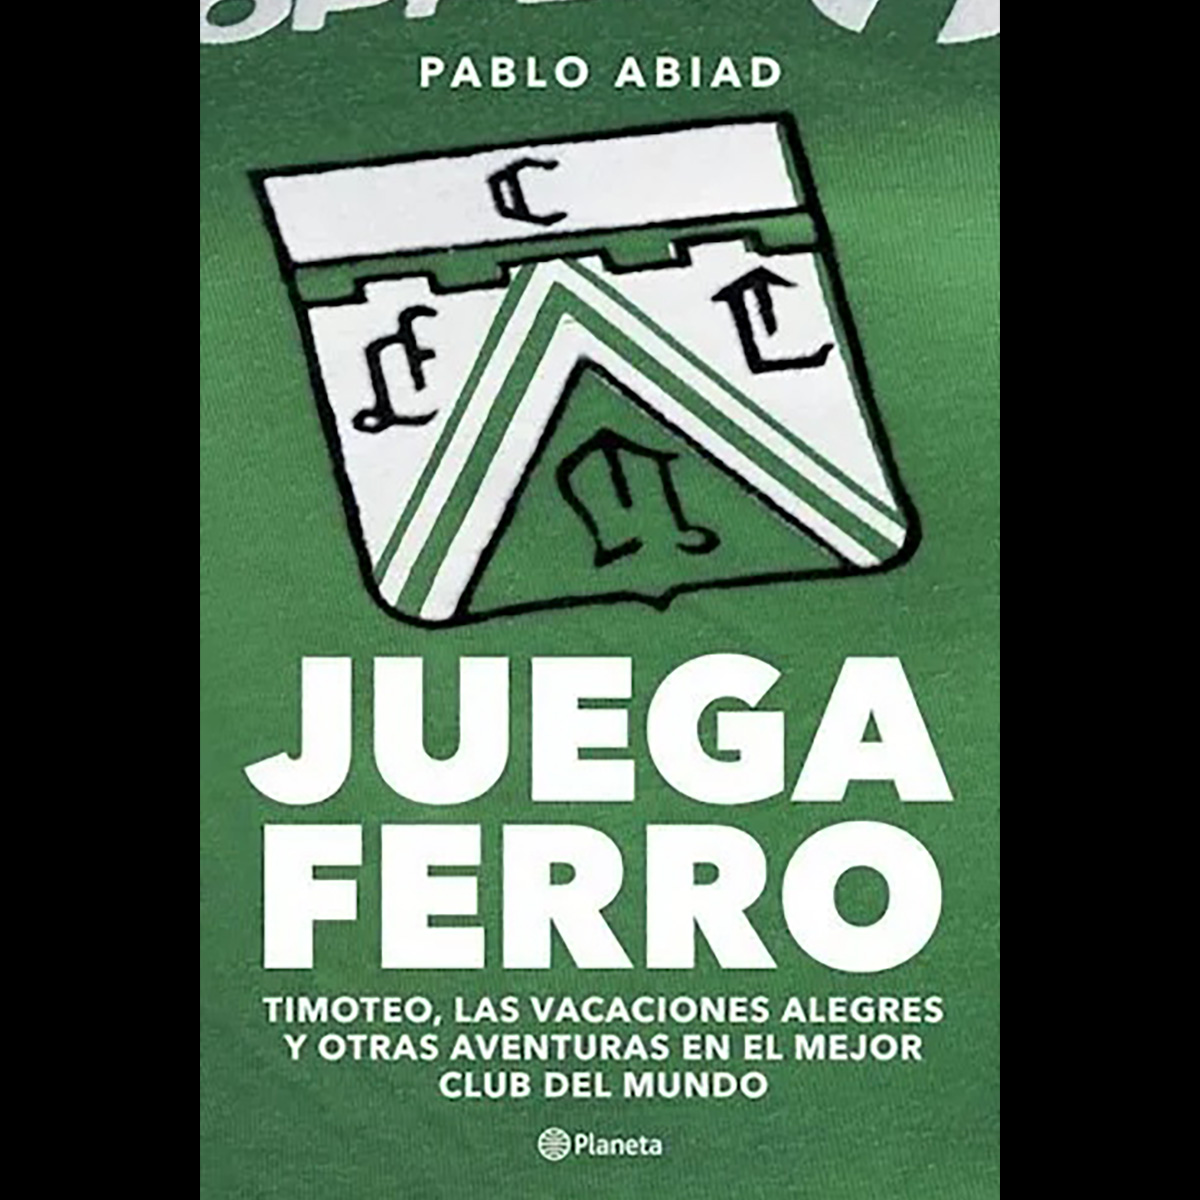 PABLO ABIAD
C
F
C
O
JUEGA
FERRO
TIMOTEO, LAS VACACIONES ALEGRES
Y OTRAS AVENTURAS EN EL MEJOR
CLUB DEL MUNDO
Planeta